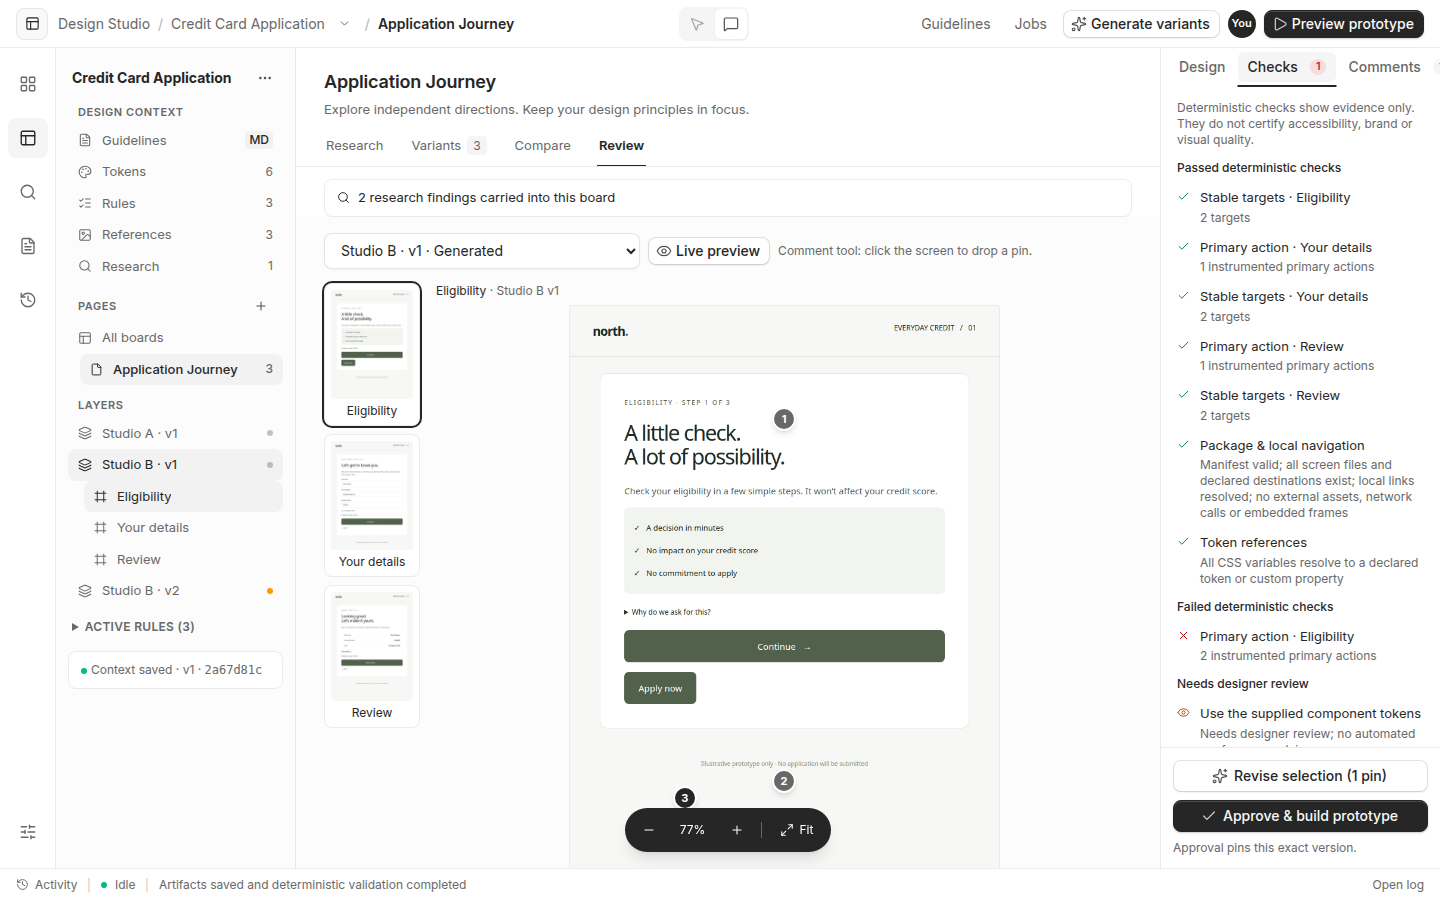 Design Studio / Credit Card Application / Application Journey
Guidelines
Jobs
Generate variants
You
Preview prototype
Credit Card Application
DESIGN CONTEXT
Guidelines MD
Tokens 6
Rules 3
References 3
Research 1
PAGES
All boards
Application Journey 3
LAYERS
Studio A · v1
Studio B · v1
Eligibility
Your details
Review
Studio B · v2
ACTIVE RULES (3)
Context saved · v1 · 2a67d81c
Application Journey
Explore independent directions. Keep your design principles in focus.
Research
Variants 3
Compare
Review
2 research findings carried into this board
Studio B · v1 · Generated
Live preview
Comment tool: click the screen to drop a pin.
Eligibility
Your details
Review
Eligibility · Studio B v1
north.
EVERYDAY CREDIT / 01
ELIGIBILITY · STEP 1 OF 3
1
A little check.
A lot of possibility.
Check your eligibility in a few simple steps. It won't affect your credit score.
✓ A decision in minutes
✓ No impact on your credit score
✓ No commitment to apply
Why do we ask for this?
Continue →
Apply now
Illustrative prototype only · No application will be submitted
2
3
77%
Fit
Design
Checks 1
Comments
Deterministic checks show evidence only.
They do not certify accessibility, brand or
visual quality.
Passed deterministic checks
Stable targets · Eligibility
2 targets
Primary action · Your details
1 instrumented primary actions
Stable targets · Your details
2 targets
Primary action · Review
1 instrumented primary actions
Stable targets · Review
2 targets
Package & local navigation
Manifest valid; all screen files and
declared destinations exist; local links
resolved; no external assets, network
calls or embedded frames
Token references
All CSS variables resolve to a declared
token or custom property
Failed deterministic checks
Primary action · Eligibility
2 instrumented primary actions
Needs designer review
Use the supplied component tokens
Needs designer review; no automated
Revise selection (1 pin)
Approve & build prototype
Approval pins this exact version.
Activity
Idle
Artifacts saved and deterministic validation completed
Open log